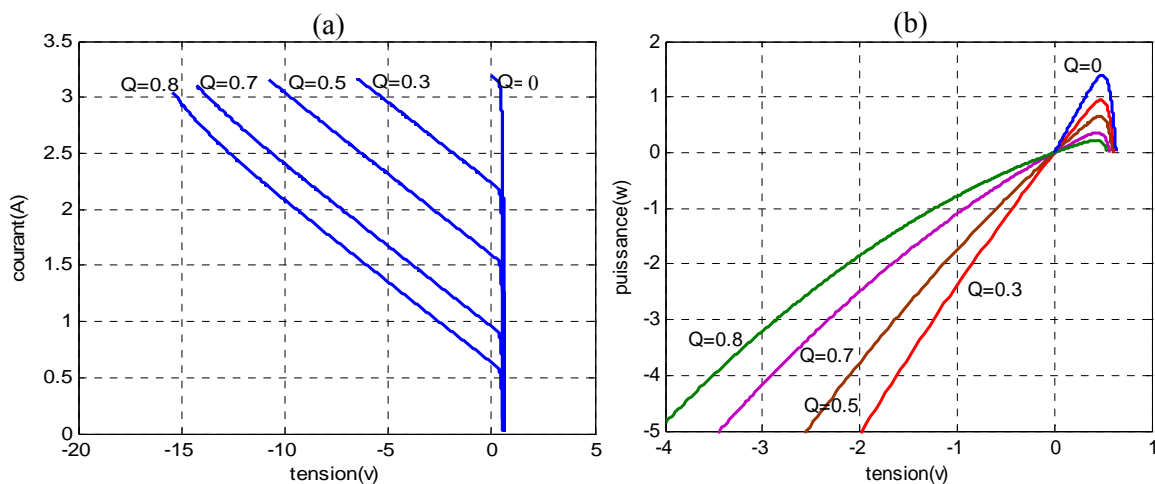 (a)
3.5
3
2.5
2
1.5
1
0.5
0
-20
-15
-10
-5
0
5
courant(A)
tension(v)
Q=0.8
Q=0.7
Q=0.5
Q=0.3
Q= 0
(b)
2
1
0
-1
-2
-3
-4
-5
-4
-3
-2
-1
0
1
puissance(w)
tension(v)
Q=0
Q=0.3
Q=0.8
Q=0.7
Q=0.5